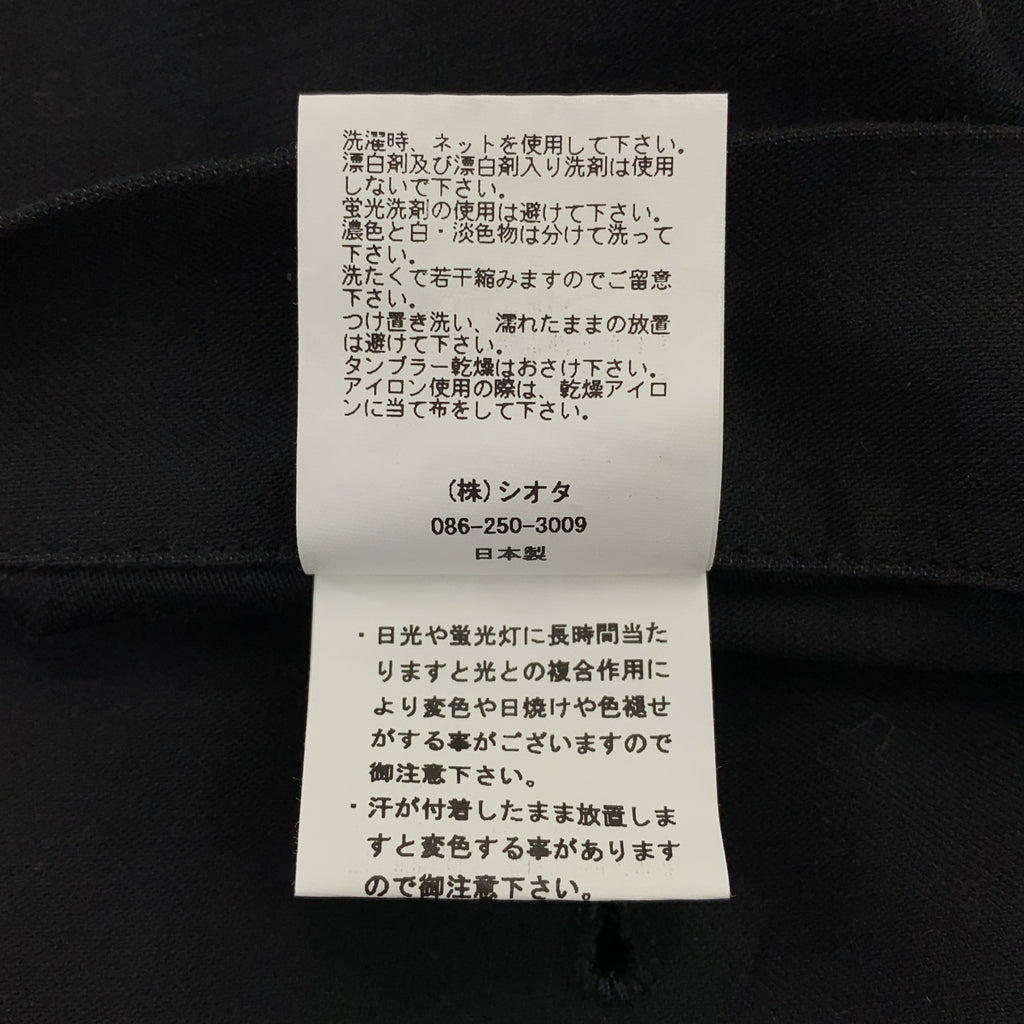 洗濯時、ネットを使用して下さい。
漂白剤及び漂白剤入り洗剤は使用
しないで下さい。
蛍光洗剤の使用は避けて下さい。
濃色と白・淡色物は分けて洗って
下さい。
洗たくで若干縮みますのでご留意
下さい。
つけ置き洗い、濡れたままの放置
は避けて下さい。
タンブラー乾燥はおさけ下さい。
アイロン使用の際は、乾燥アイロ
ンに当て布をして下さい。
(株)シオタ
086-250-3009
日本製
・日光や蛍光灯に長時間当た
りますと光との複合作用に
より変色や日焼けや色褪せ
がする事がございますので
御注意下さい。
・汗が付着したまま放置しま
すと変色する事があります
ので御注意下さい。